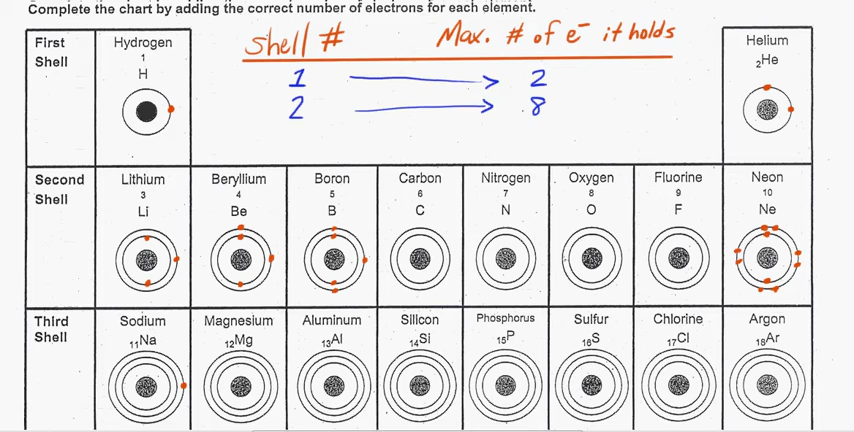 Complete the chart by adding the correct number of electrons for each element.
First Shell
Hydrogen
1
H
Shell # Max. # of e⁻ it holds
1 → 2
2 → 8
Helium
₂He
Second Shell
Lithium
3
Li
Beryllium
4
Be
Boron
5
B
Carbon
6
C
Nitrogen
7
N
Oxygen
8
O
Fluorine
9
F
Neon
10
Ne
Third Shell
Sodium
₁₁Na
Magnesium
₁₂Mg
Aluminum
₁₃Al
Silicon
₁₄Si
Phosphorus
₁₅P
Sulfur
₁₆S
Chlorine
₁₇Cl
Argon
₁₈Ar